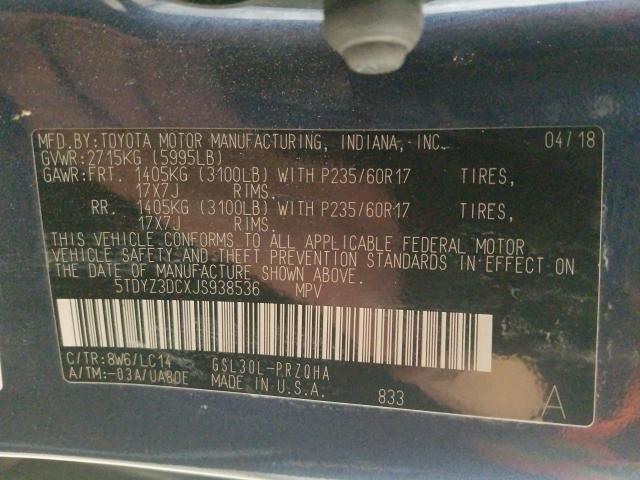 MFD.BY:TOYOTA MOTOR MANUFACTURING, INDIANA, INC. 04/18
GVWR:2715KG (5995LB)
GAWR:FRT. 1405KG (3100LB) WITH P235/60R17 TIRES,
17X7J RIMS.
RR. 1405KG (3100LB) WITH P235/60R17 TIRES,
17X7J RIMS.
THIS VEHICLE CONFORMS TO ALL APPLICABLE FEDERAL MOTOR
VEHICLE SAFETY AND THEFT PREVENTION STANDARDS IN EFFECT ON
THE DATE OF MANUFACTURE SHOWN ABOVE.
5TDYZ3DCXJS938536 MPV
C/TR:8W6/LC14 GSL30L-PRZQHA
A/TM:-03A/UA80E MADE IN U.S.A. 833 A